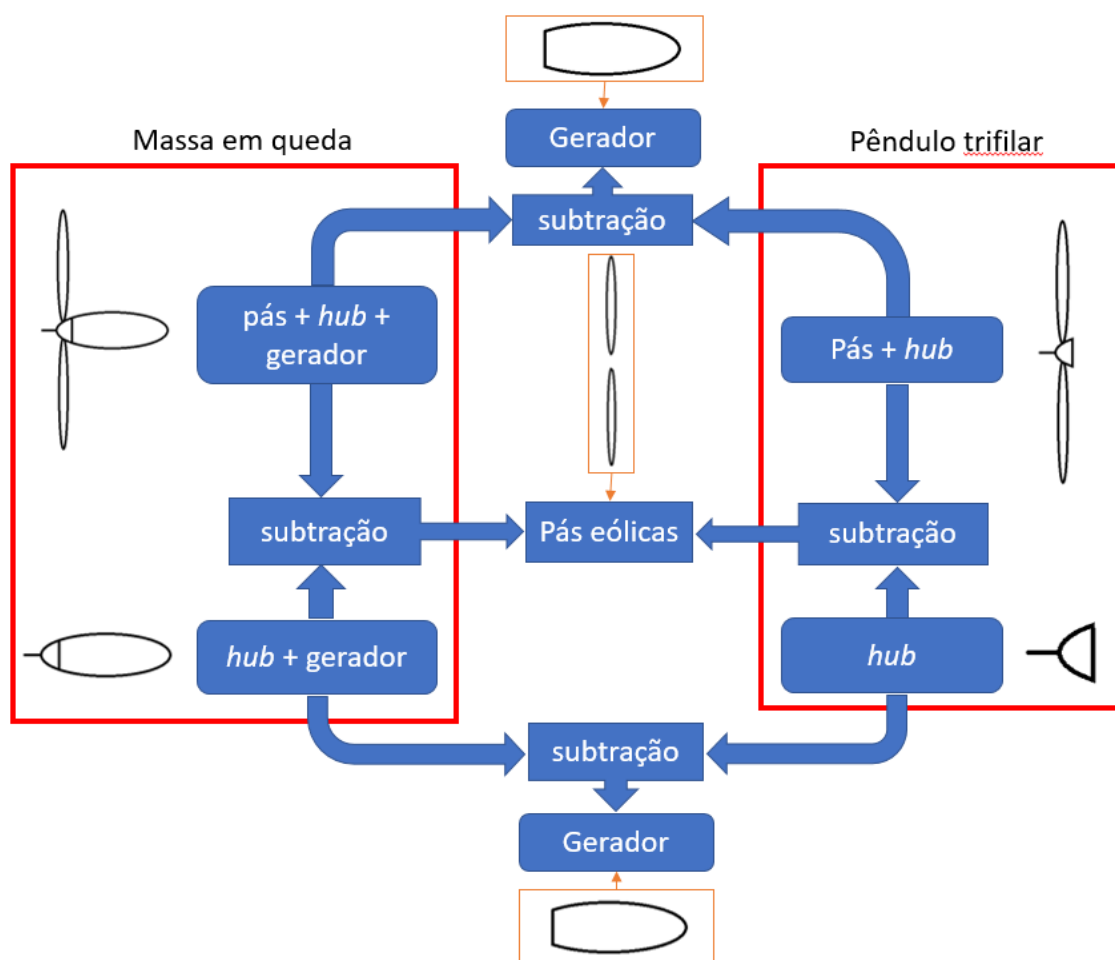 Gerador
Massa em queda
Pêndulo trifilar
subtração
pás + hub +
gerador
Pás + hub
subtração
Pás eólicas
subtração
hub + gerador
hub
subtração
Gerador